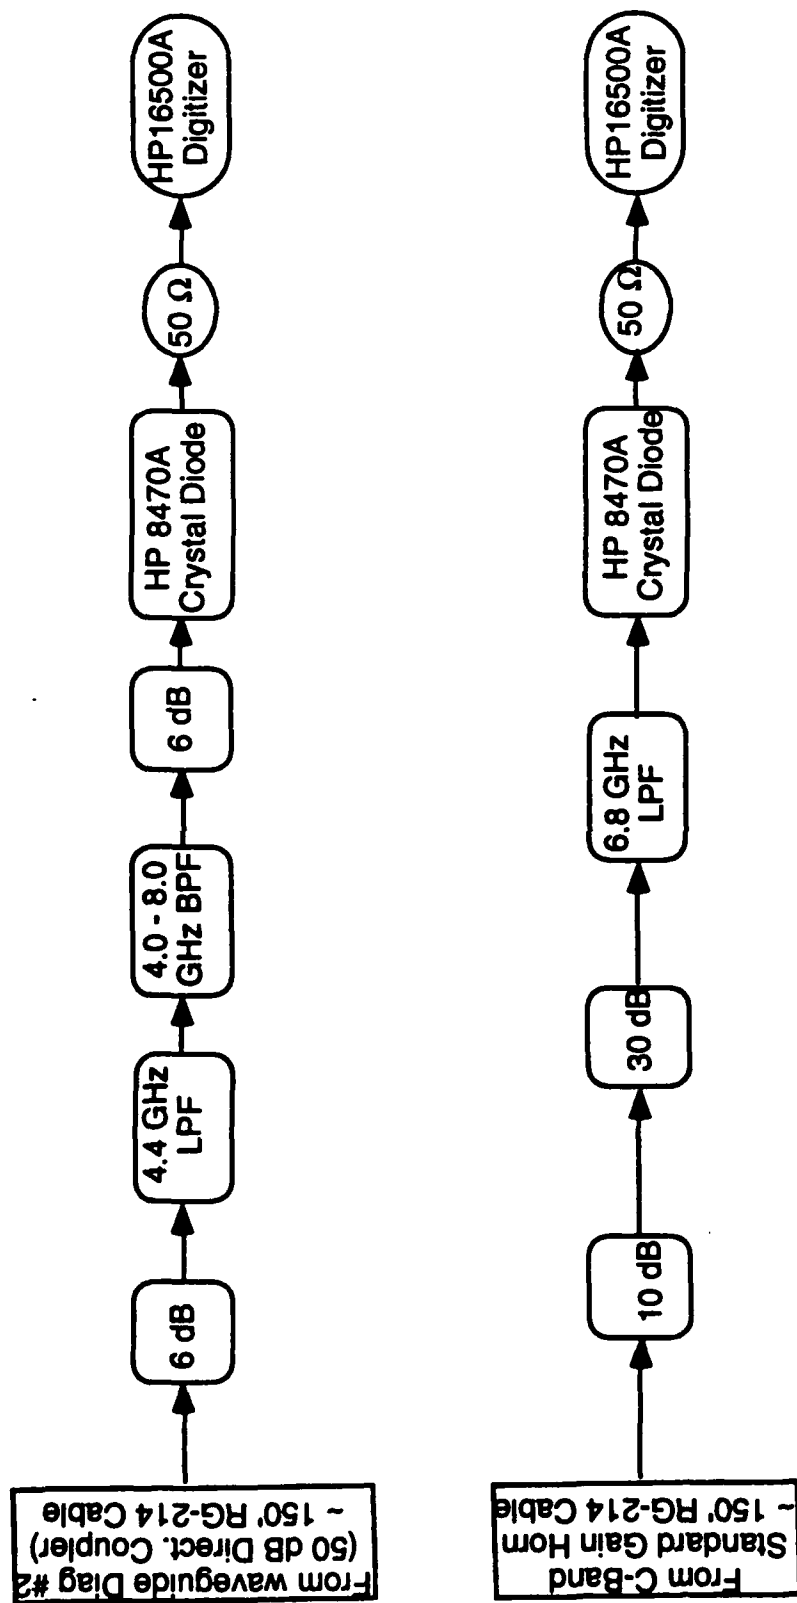 From waveguide Diag #2
(50 dB Direct. Coupler)
~ 150' RG-214 Cable
6 dB
4.4 GHz
LPF
4.0 - 8.0
GHz BPF
6 dB
HP 8470A
Crystal Diode
50 Ω
HP16500A
Digitizer
From C-Band
Standard Gain Horn
~ 150' RG-214 Cable
10 dB
30 dB
6.8 GHz
LPF
HP 8470A
Crystal Diode
50 Ω
HP16500A
Digitizer